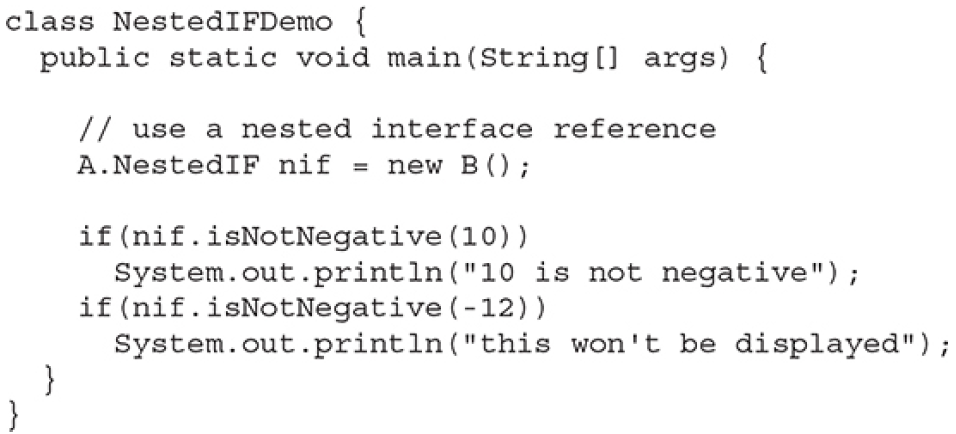 class NestedIFDemo {
  public static void main(String[] args) {

    // use a nested interface reference
    A.NestedIF nif = new B();

    if(nif.isNotNegative(10))
      System.out.println("10 is not negative");
    if(nif.isNotNegative(-12))
      System.out.println("this won't be displayed");
  }
}